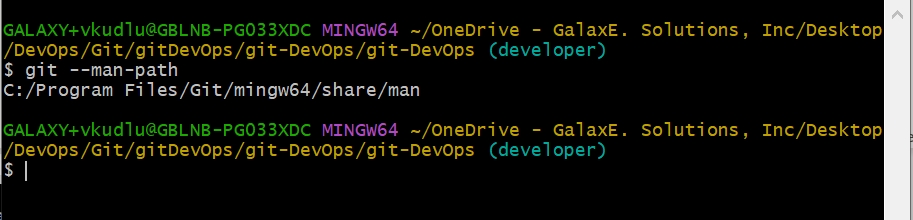 GALAXY+vkudlu@GBLNB-PG033XDC MINGW64 ~/OneDrive - GalaxE. Solutions, Inc/Desktop
/DevOps/Git/gitDevOps/git-DevOps/git-DevOps (developer)
$ git --man-path
C:/Program Files/Git/mingw64/share/man
GALAXY+vkudlu@GBLNB-PG033XDC MINGW64 ~/OneDrive - GalaxE. Solutions, Inc/Desktop
/DevOps/Git/gitDevOps/git-DevOps/git-DevOps (developer)
$